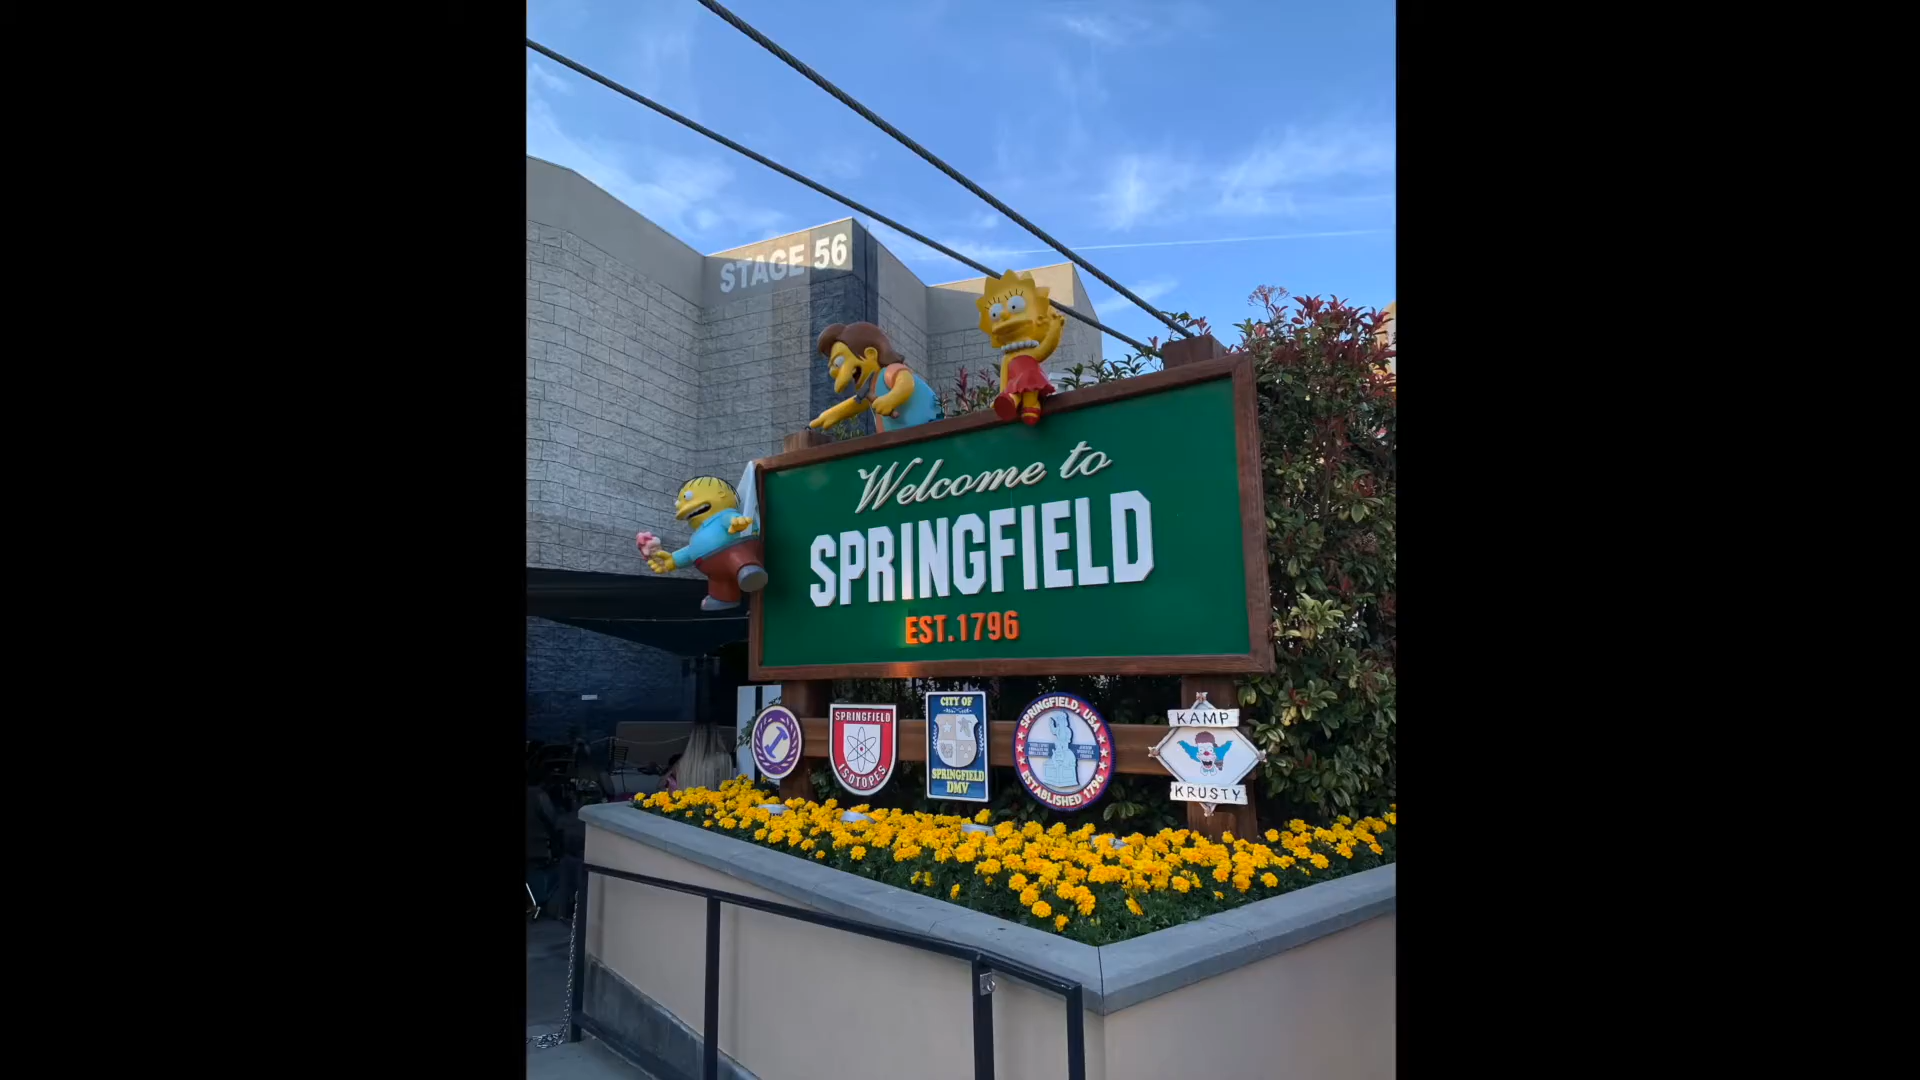 STAGE 56
Welcome to
SPRINGFIELD
EST.1796
SPRINGFIELD
ISOTOPES
CITY OF
SPRINGFIELD
DMV
SPRINGFIELD, USA
ESTABLISHED 1796
KAMP
KRUSTY